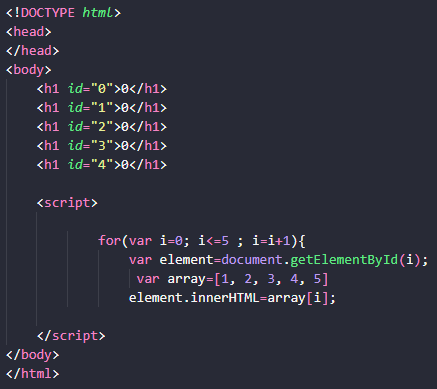 <!DOCTYPE html>
<head>
</head>
<body>
<h1 id="0">0</h1>
<h1 id="1">0</h1>
<h1 id="2">0</h1>
<h1 id="3">0</h1>
<h1 id="4">0</h1>
<script>
for(var i=0; i<=5 ; i=i+1){
var element=document.getElementById(i);
var array=[1, 2, 3, 4, 5]
element.innerHTML=array[i];
</script>
</body>
</html>